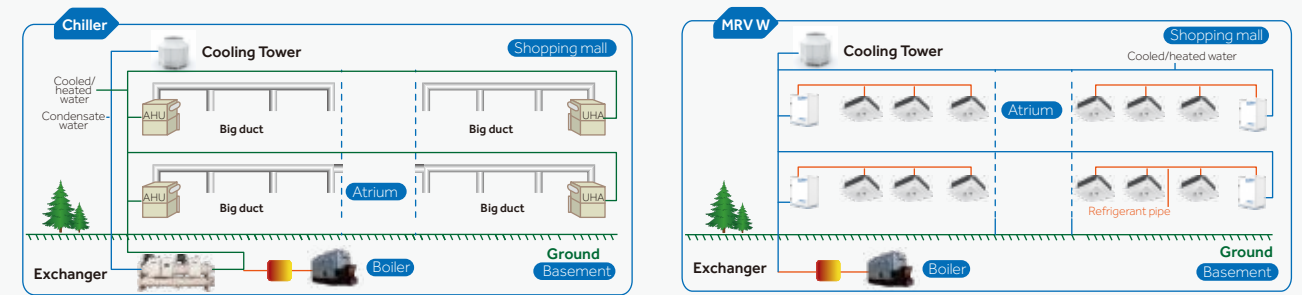 Chiller
Cooling Tower
Shopping mall
Cooled/
heated
water
Condensate
water
AHU
Big duct
Big duct
UHA
AHU
Big duct
Atrium
Big duct
UHA
Ground
Exchanger
Boiler
Basement
MRV W
Cooling Tower
Shopping mall
Cooled/heated water
Atrium
Refrigerant pipe
Ground
Exchanger
Boiler
Basement